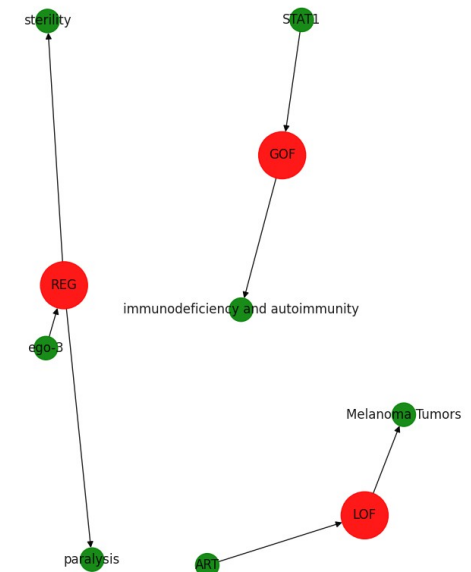 sterility
STAT1
GOF
REG
immunodeficiency and autoimmunity
ego-3
Melanoma Tumors
LOF
paralysis
ART